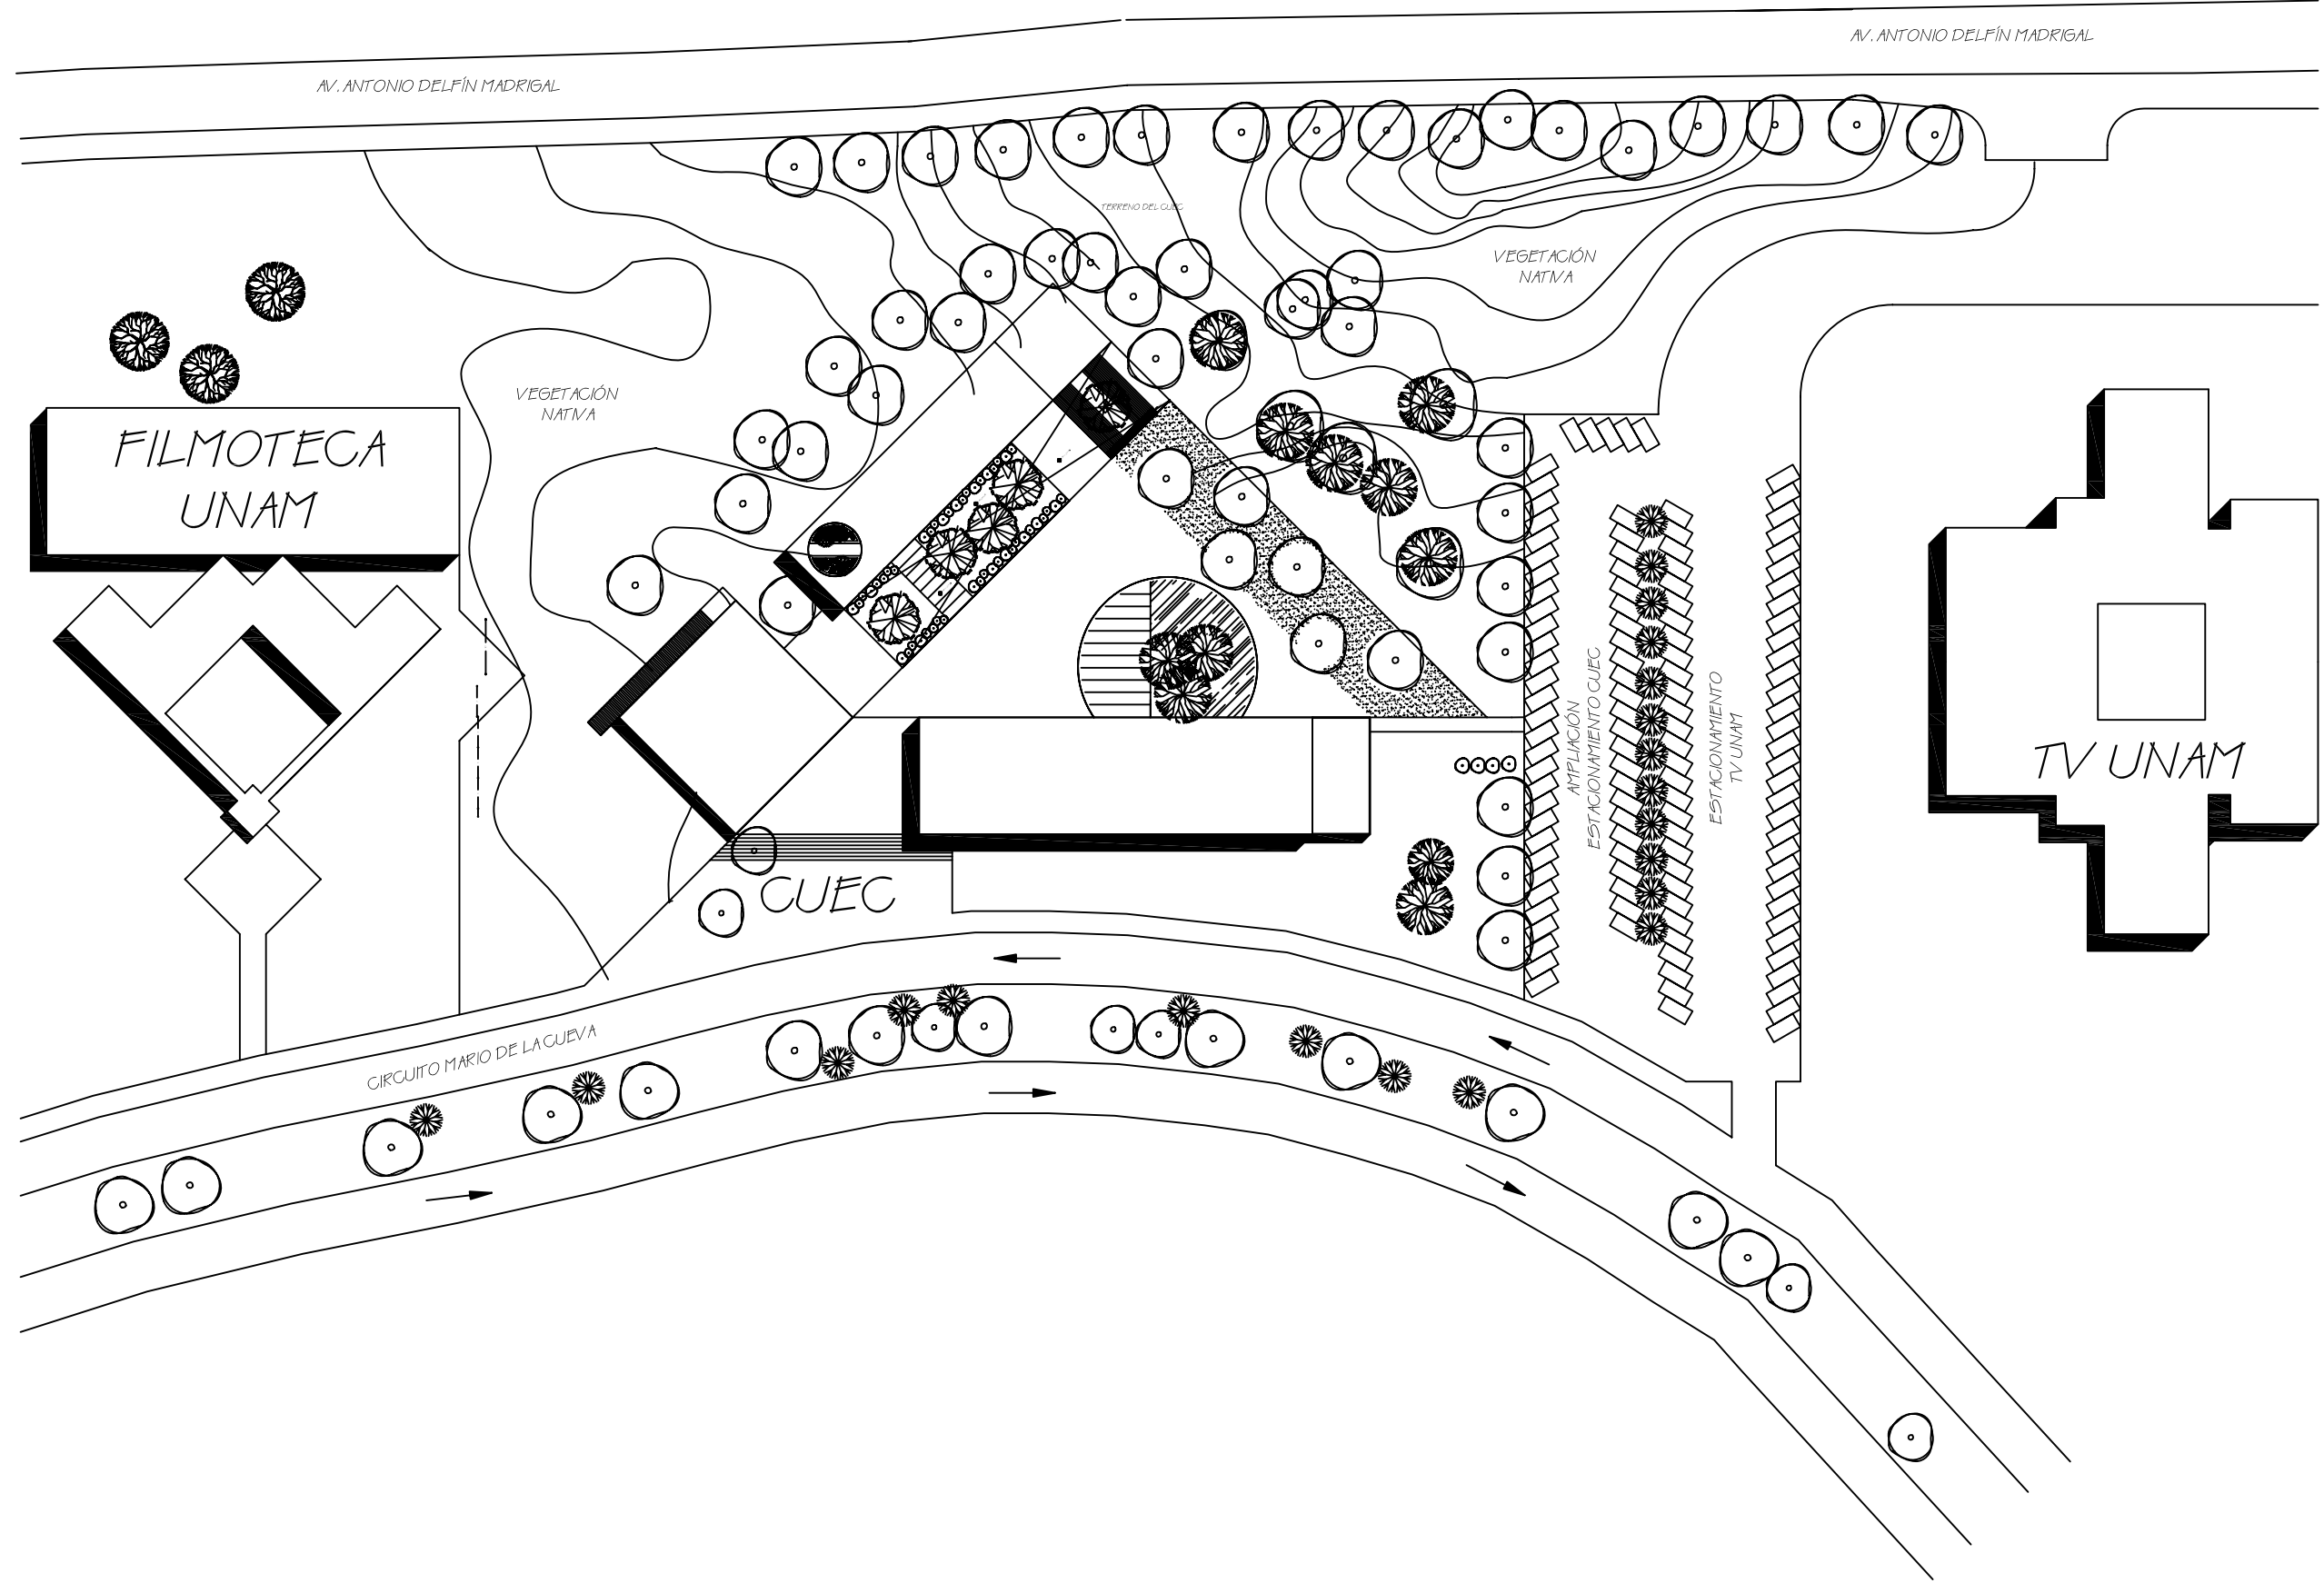 AV. ANTONIO DELFÍN MADRIGAL
AV. ANTONIO DELFÍN MADRIGAL
TERRENO DEL CUEC
VEGETACIÓN
NATIVA
VEGETACIÓN
NATIVA
FILMOTECA
UNAM
AMPLIACIÓN
ESTACIONAMIENTO CUEC
ESTACIONAMIENTO
TV UNAM
TV UNAM
CUEC
CIRCUITO MARIO DE LA CUEVA